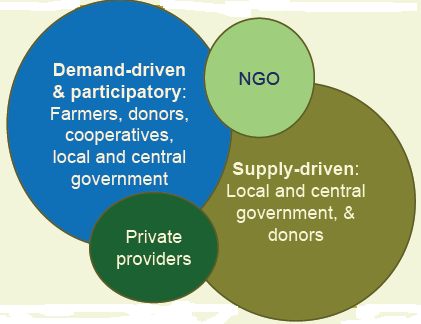 Demand-driven
& participatory:
Farmers, donors,
cooperatives,
local and central
government
NGO
Supply-driven:
Local and central
government, &
donors
Private
providers